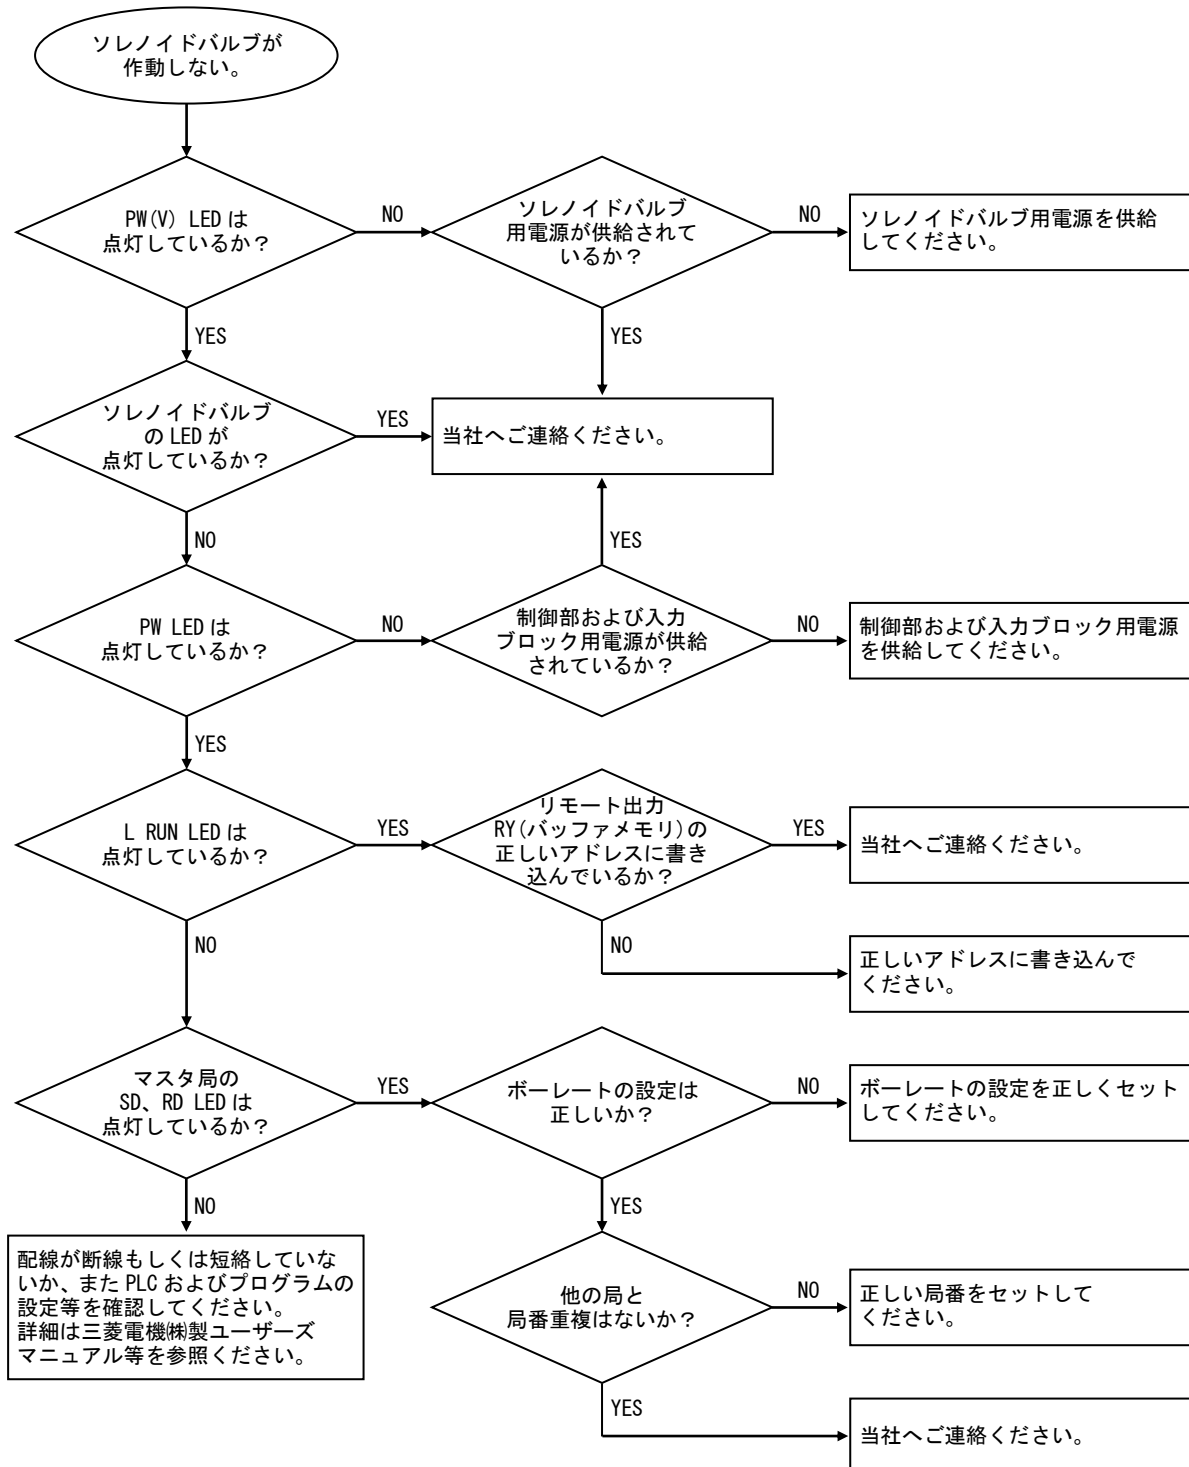 ソレノイドバルブが
作動しない。
PW(V) LED は
点灯しているか？
NO
ソレノイドバルブ
用電源が供給されて
いるか？
NO
ソレノイドバルブ用電源を供給
してください。
YES
YES
ソレノイドバルブ
の LED が
点灯しているか？
YES
当社へご連絡ください。
NO
YES
PW LED は
点灯しているか？
NO
制御部および入力
ブロック用電源が供給
されているか？
NO
制御部および入力ブロック用電源
を供給してください。
YES
L RUN LED は
点灯しているか？
YES
リモート出力
RY(バッファメモリ)の
正しいアドレスに書き
込んでいるか？
YES
当社へご連絡ください。
NO
NO
正しいアドレスに書き込んで
ください。
マスタ局の
SD、RD LED は
点灯しているか？
YES
ボーレートの設定は
正しいか？
NO
ボーレートの設定を正しくセット
してください。
NO
YES
配線が断線もしくは短絡していな
いか、また PLC およびプログラムの
設定等を確認してください。
詳細は三菱電機㈱製ユーザーズ
マニュアル等を参照ください。
他の局と
局番重複はないか？
NO
正しい局番をセットして
ください。
YES
当社へご連絡ください。